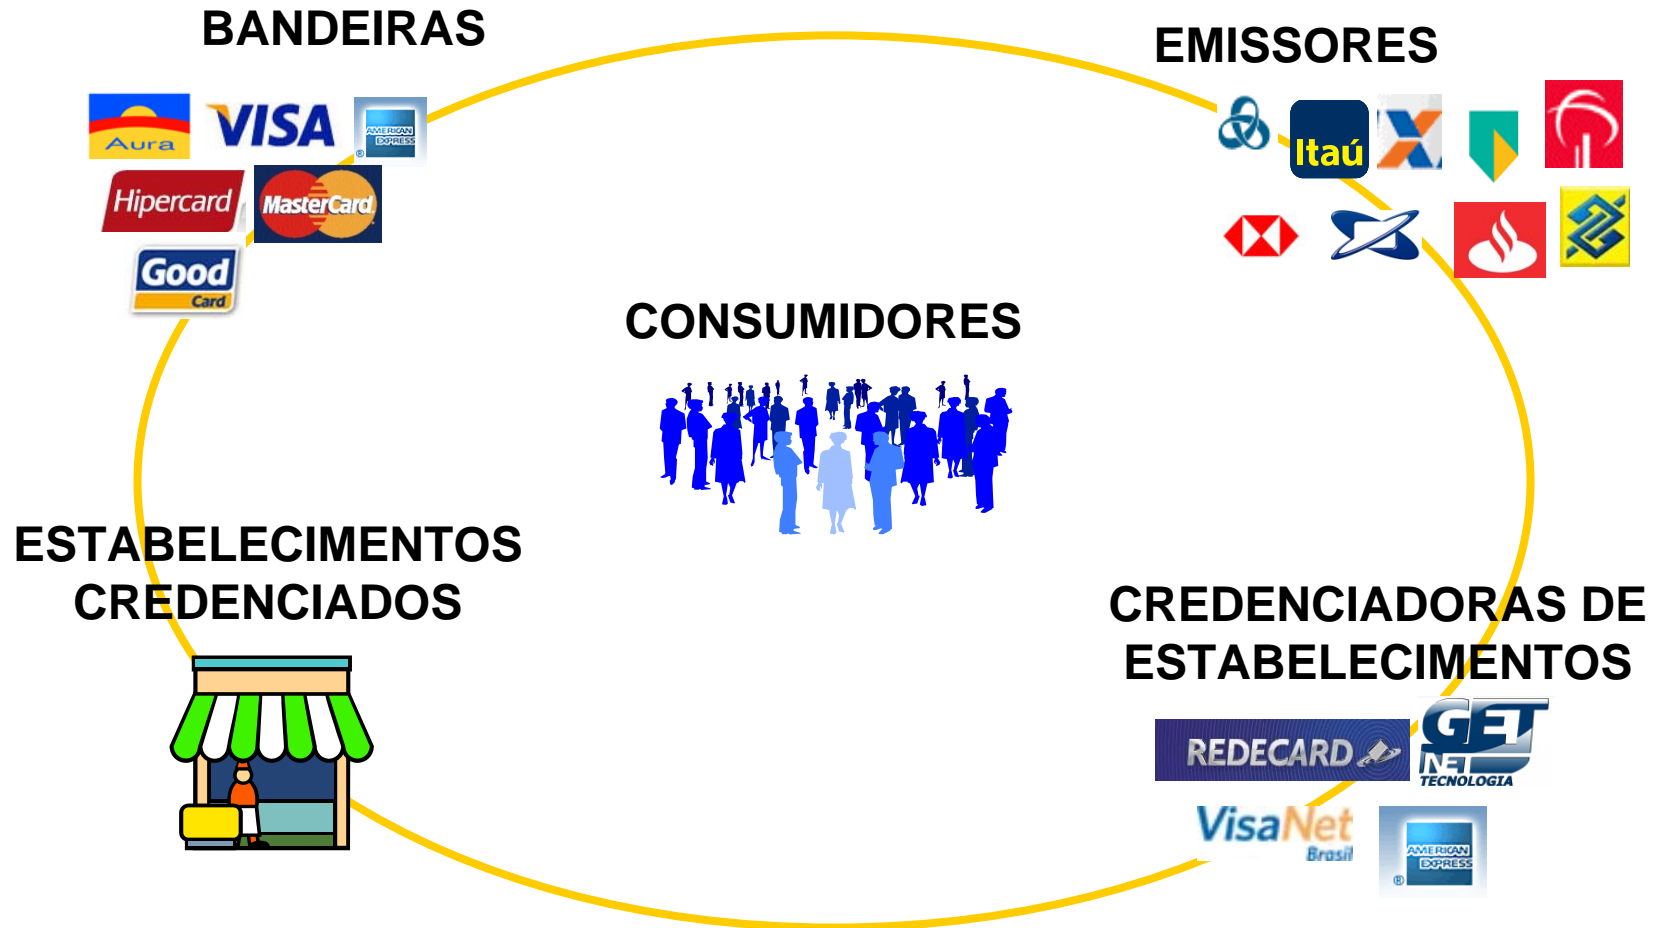 BANDEIRAS
EMISSORES
Aura
VISA
AMERICAN
EXPRESS
®
Itaú
Hipercard
MasterCard
Good
Card
CONSUMIDORES
ESTABELECIMENTOS
CREDENCIADOS
CREDENCIADORAS DE
ESTABELECIMENTOS
REDECARD
GET
NET
TECNOLOGIA
VisaNet
Brasil
AMERICAN
EXPRESS
®